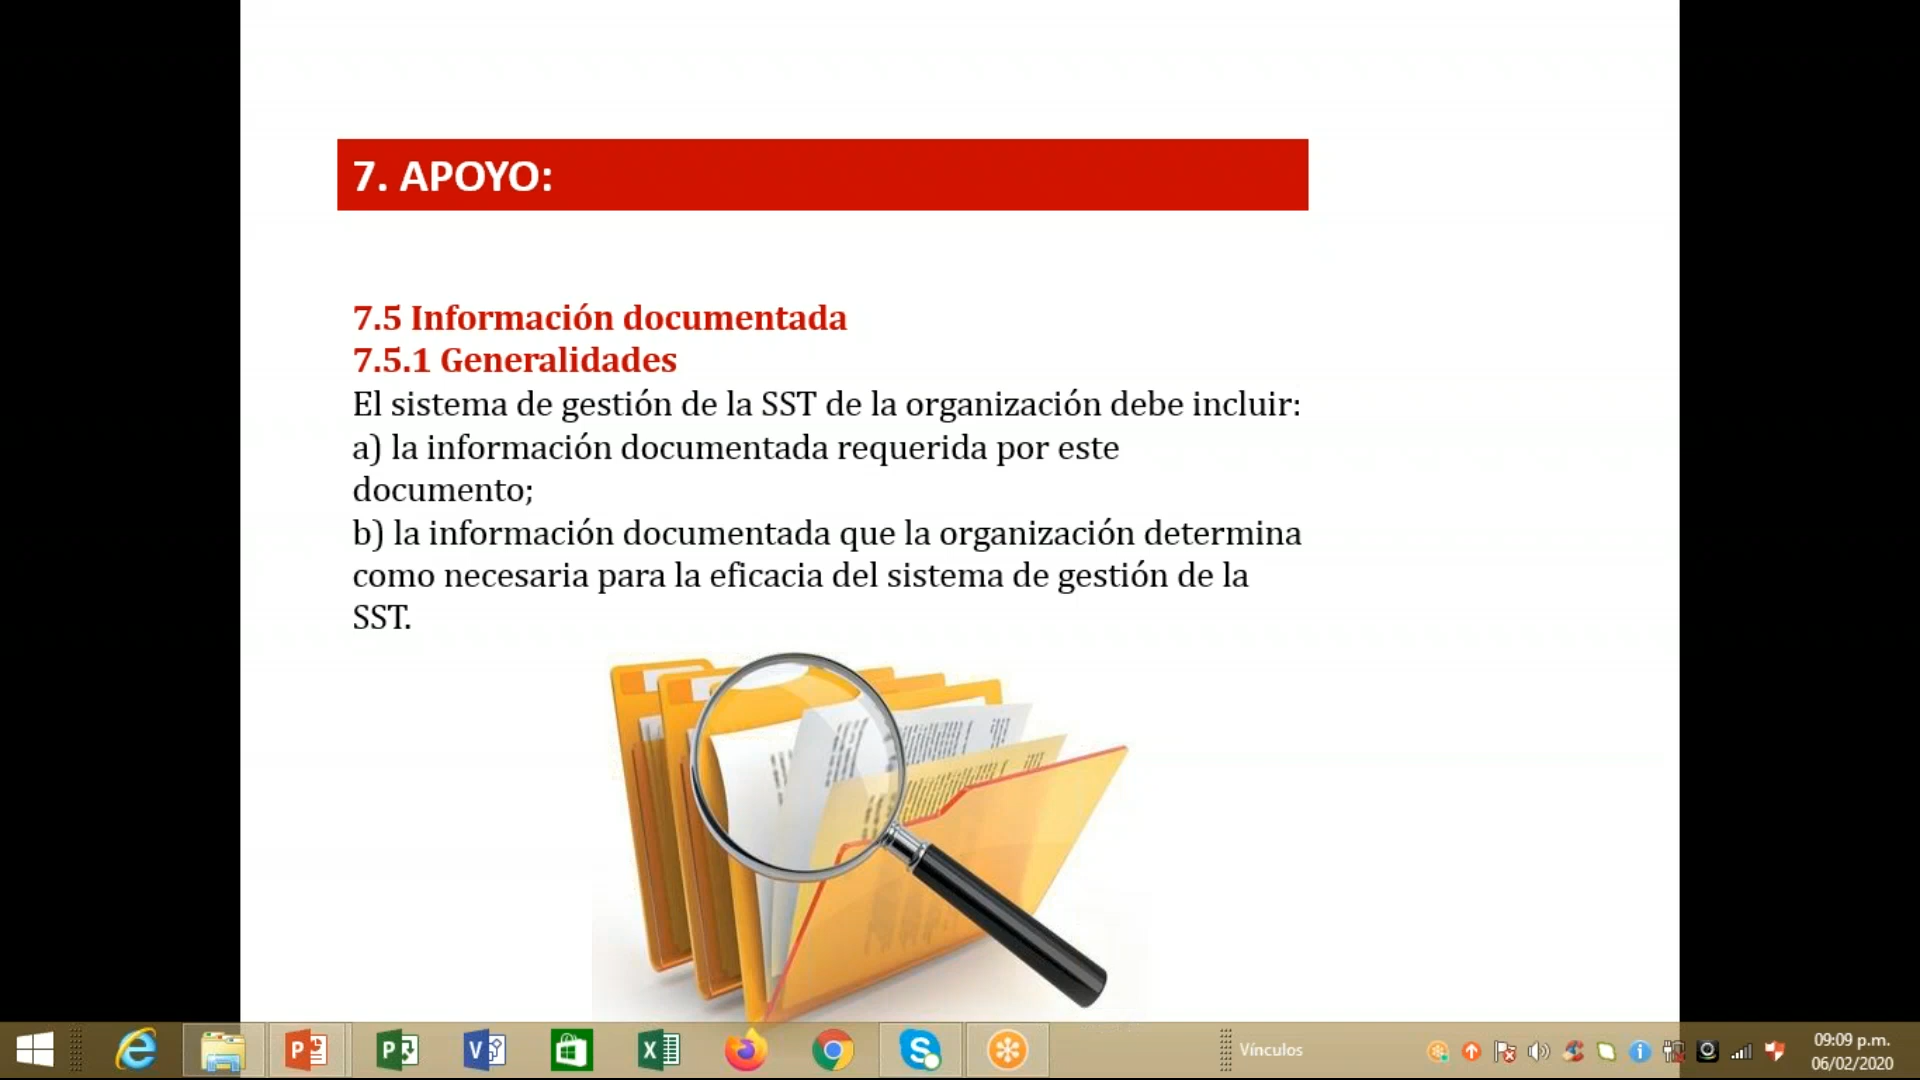 7. APOYO:
7.5 Información documentada
7.5.1 Generalidades
El sistema de gestión de la SST de la organización debe incluir:
a) la información documentada requerida por este
documento;
b) la información documentada que la organización determina
como necesaria para la eficacia del sistema de gestión de la
SST.
Vínculos
09:09 p.m.
06/02/2020